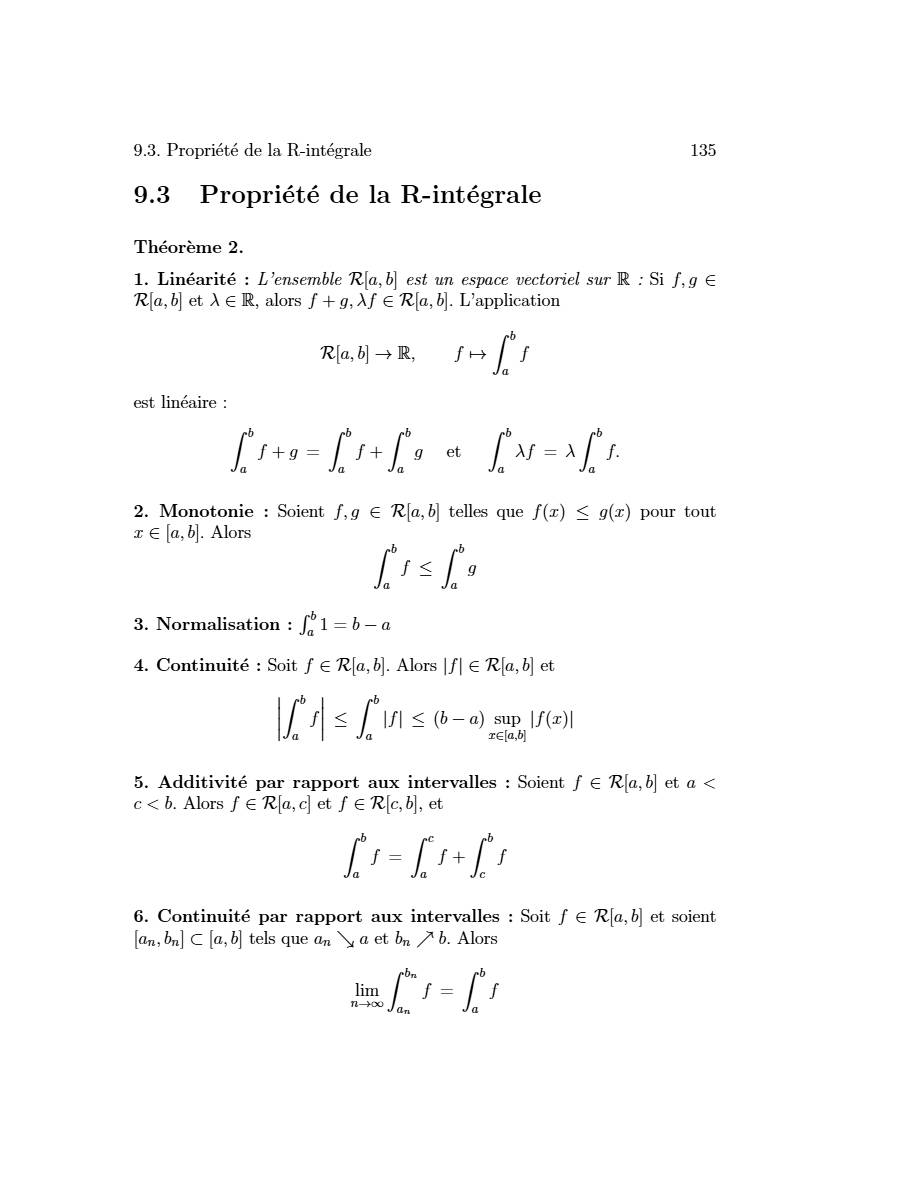 9.3. Propriété de la R-intégrale 135
9.3 Propriété de la R-intégrale
Théorème 2.
1. Linéarité : L'ensemble ℛ[a, b] est un espace vectoriel sur ℝ : Si f, g ∈
ℛ[a, b] et λ ∈ ℝ, alors f + g, λf ∈ ℛ[a, b]. L'application
ℛ[a, b] → ℝ, f ↦ ∫_a^b f
est linéaire :
∫_a^b f + g = ∫_a^b f + ∫_a^b g et ∫_a^b λf = λ ∫_a^b f.
2. Monotonie : Soient f, g ∈ ℛ[a, b] telles que f(x) ≤ g(x) pour tout
x ∈ [a, b]. Alors
∫_a^b f ≤ ∫_a^b g
3. Normalisation : ∫_a^b 1 = b − a
4. Continuité : Soit f ∈ ℛ[a, b]. Alors |f| ∈ ℛ[a, b] et
|∫_a^b f| ≤ ∫_a^b |f| ≤ (b − a) sup_{x∈[a,b]} |f(x)|
5. Additivité par rapport aux intervalles : Soient f ∈ ℛ[a, b] et a <
c < b. Alors f ∈ ℛ[a, c] et f ∈ ℛ[c, b], et
∫_a^b f = ∫_a^c f + ∫_c^b f
6. Continuité par rapport aux intervalles : Soit f ∈ ℛ[a, b] et soient
[a_n, b_n] ⊂ [a, b] tels que a_n ↘ a et b_n ↗ b. Alors
lim_{n→∞} ∫_{a_n}^{b_n} f = ∫_a^b f